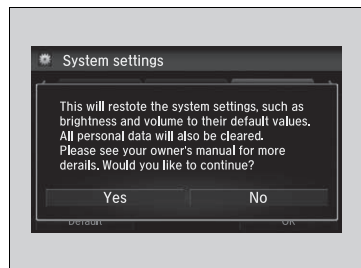 System settings
This will restote the system settings, such as
brightness and volume to their default values.
All personal data will also be cleared.
Please see your owner's manual for more
derails. Would you like to continue?
Yes
No
Default
OK